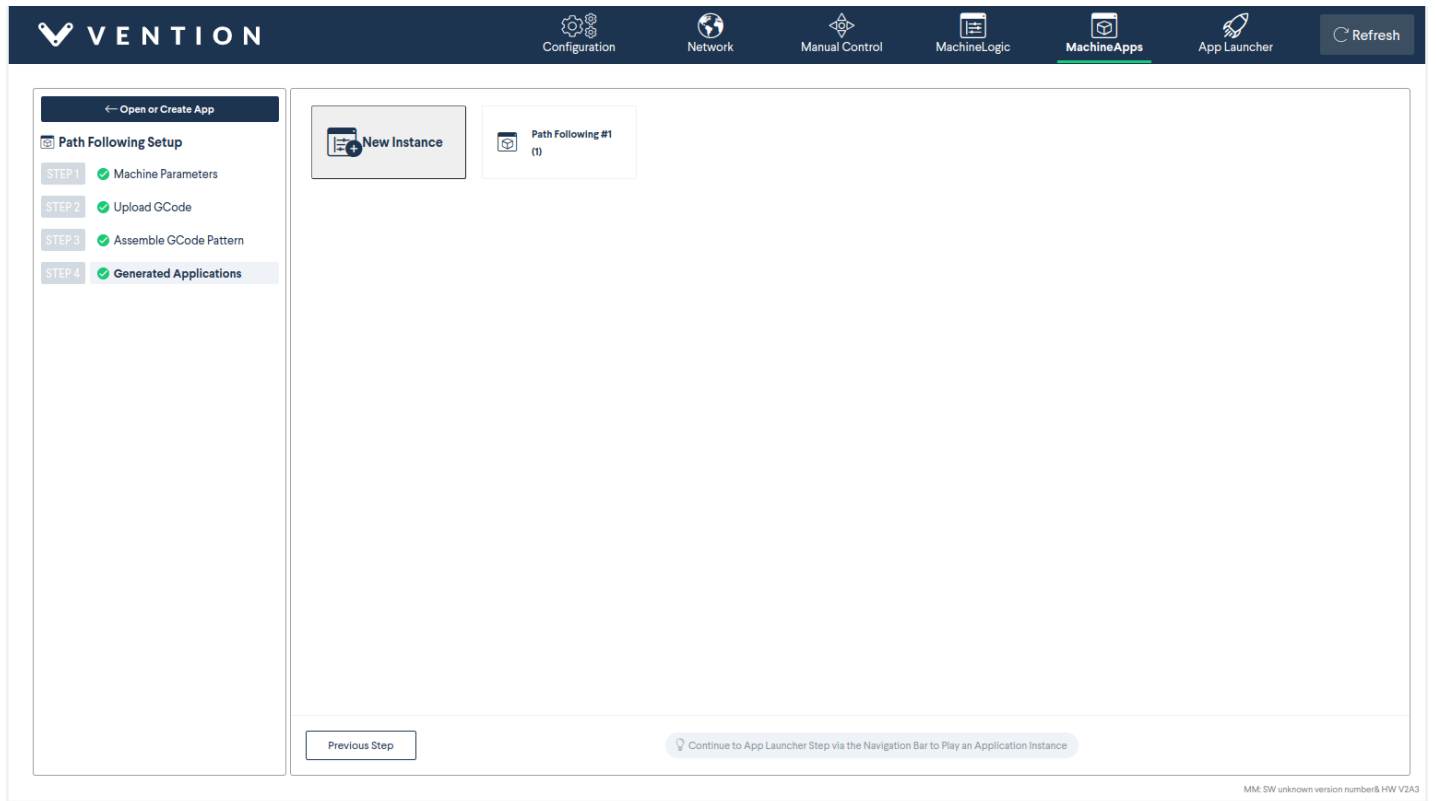 VENTION
Configuration
Network
Manual Control
MachineLogic
MachineApps
App Launcher
Refresh
← Open or Create App
Path Following Setup
STEP 1 Machine Parameters
STEP 2 Upload GCode
STEP 3 Assemble GCode Pattern
STEP 4 Generated Applications
New Instance
Path Following #1
(1)
Previous Step
Continue to App Launcher Step via the Navigation Bar to Play an Application Instance
MM: SW unknown version number& HW V2A3